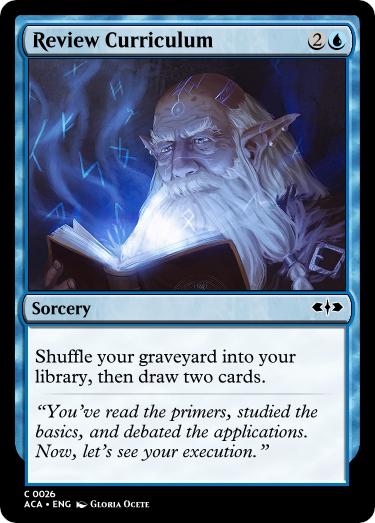 Review Curriculum 2
Sorcery
Shuffle your graveyard into your
library, then draw two cards.
“You’ve read the primers, studied the
basics, and debated the applications.
Now, let’s see your execution.”
C 0026
ACA • ENG Gloria Ocete